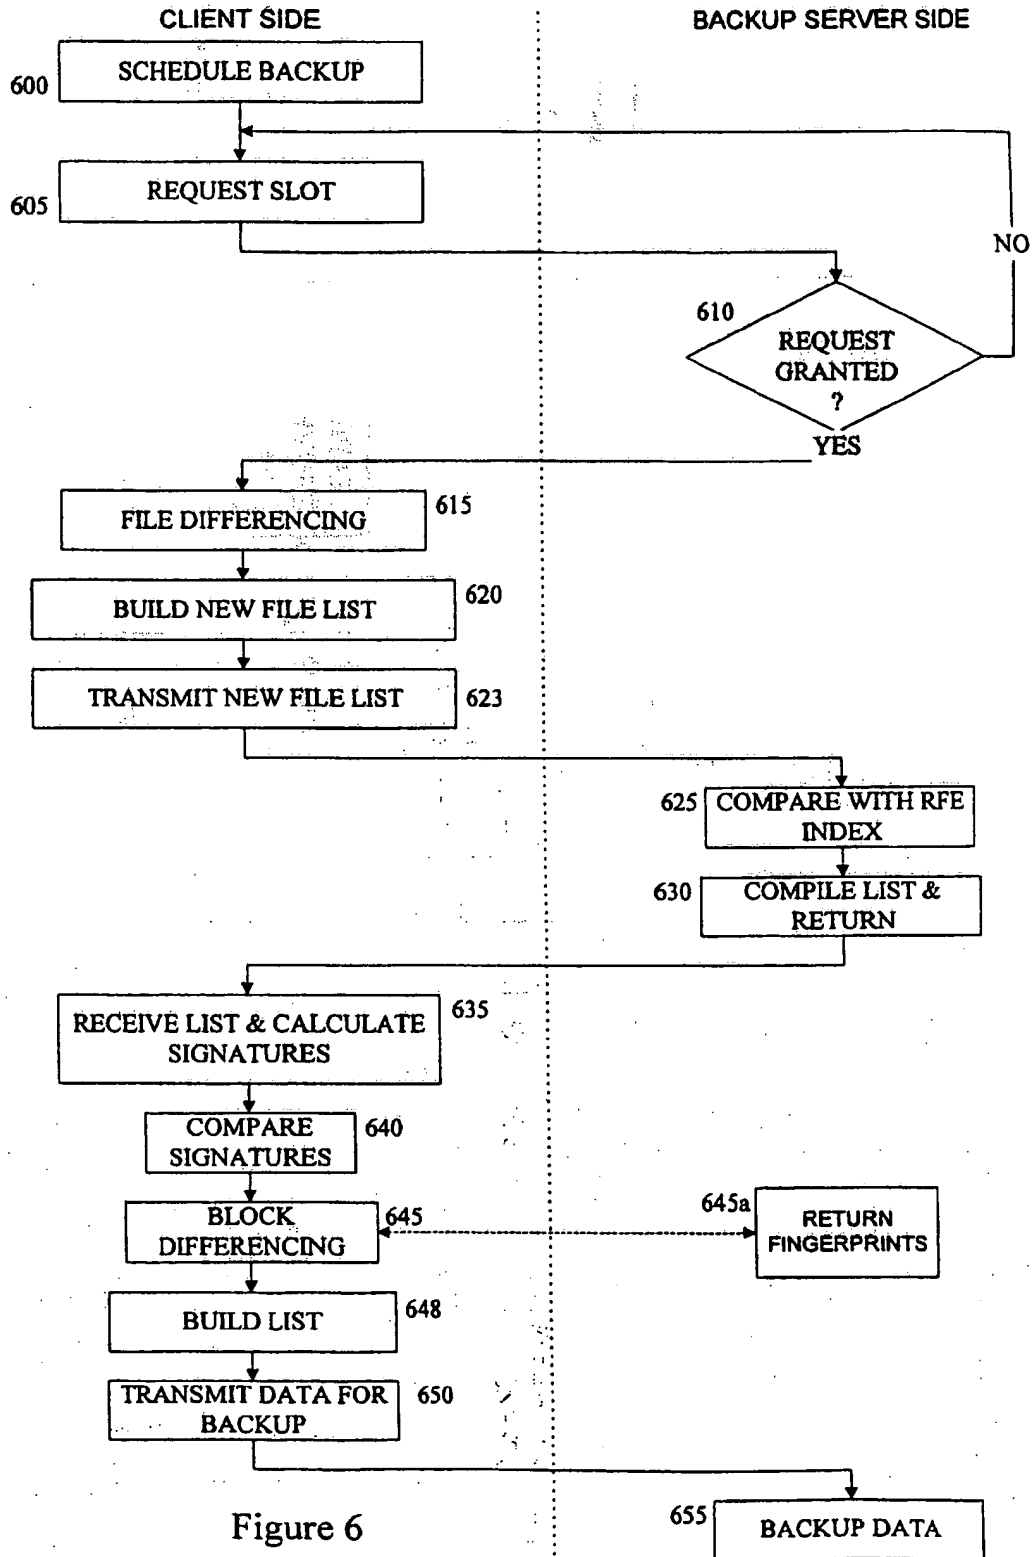 CLIENT SIDE
BACKUP SERVER SIDE
600
SCHEDULE BACKUP
605
REQUEST SLOT
NO
610
REQUEST
GRANTED
?
YES
FILE DIFFERENCING
615
BUILD NEW FILE LIST
620
TRANSMIT NEW FILE LIST
623
625
COMPARE WITH RFE
INDEX
630
COMPILE LIST &
RETURN
RECEIVE LIST & CALCULATE
SIGNATURES
635
COMPARE
SIGNATURES
640
BLOCK
DIFFERENCING
645
645a
RETURN
FINGERPRINTS
BUILD LIST
648
TRANSMIT DATA FOR
BACKUP
650
655
BACKUP DATA
Figure 6